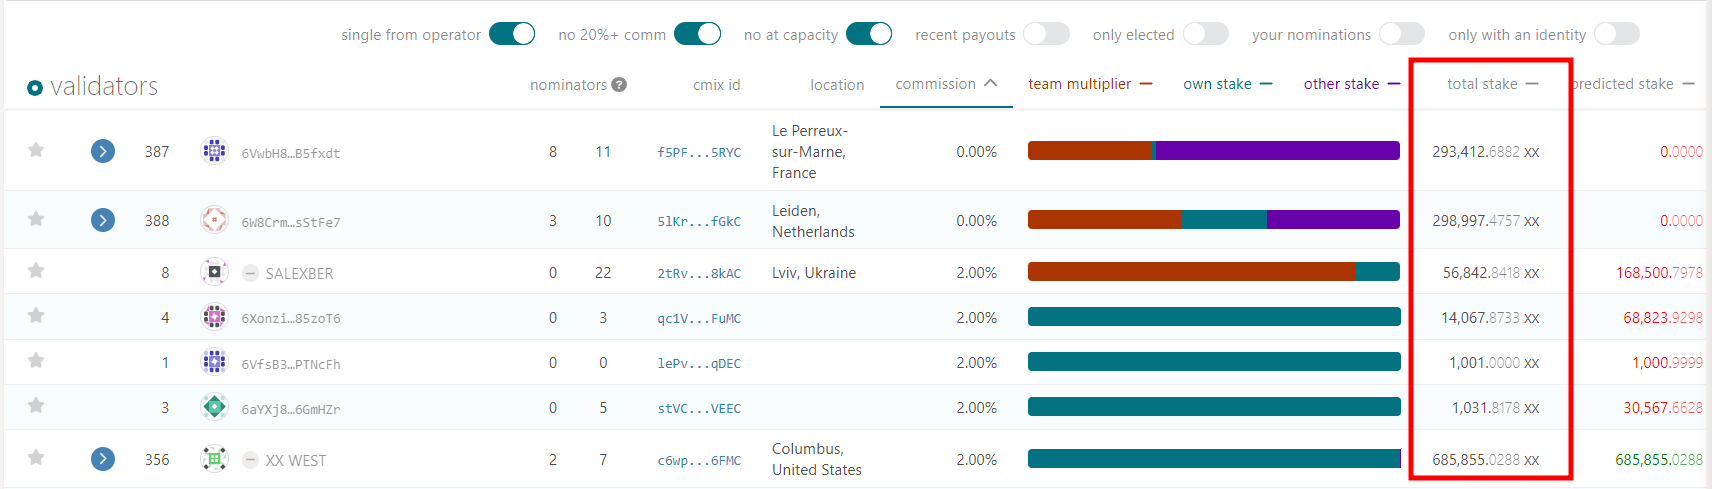 single from operator no 20%+ comm no at capacity recent payouts only elected your nominations only with an identity
validators nominators ? cmix id location commission team multiplier own stake other stake total stake predicted stake
387 6VwbH8…B5fxdt 8 11 f5PF...5RYC Le Perreux-
sur-Marne,
France 0.00% 293,412.6882 XX 0.0000
388 6W8Crm…sStFe7 3 10 5lKr...fGkC Leiden,
Netherlands 0.00% 298,997.4757 XX 0.0000
8 SALEXBER 0 22 2tRv...8kAC Lviv, Ukraine 2.00% 56,842.8418 XX 168,500.7978
4 6Xonzi…85zoT6 0 3 qc1V...FuMC 2.00% 14,067.8733 XX 68,823.9298
1 6VfsB3…PTNcFh 0 0 lePv...qDEC 2.00% 1,001.0000 XX 1,000.9999
3 6aYXj8…6GmHZr 0 5 stVC...VEEC 2.00% 1,031.8178 XX 30,567.6628
356 XX WEST 2 7 c6wp...6FMC Columbus,
United States 2.00% 685,855.0288 XX 685,855.0288